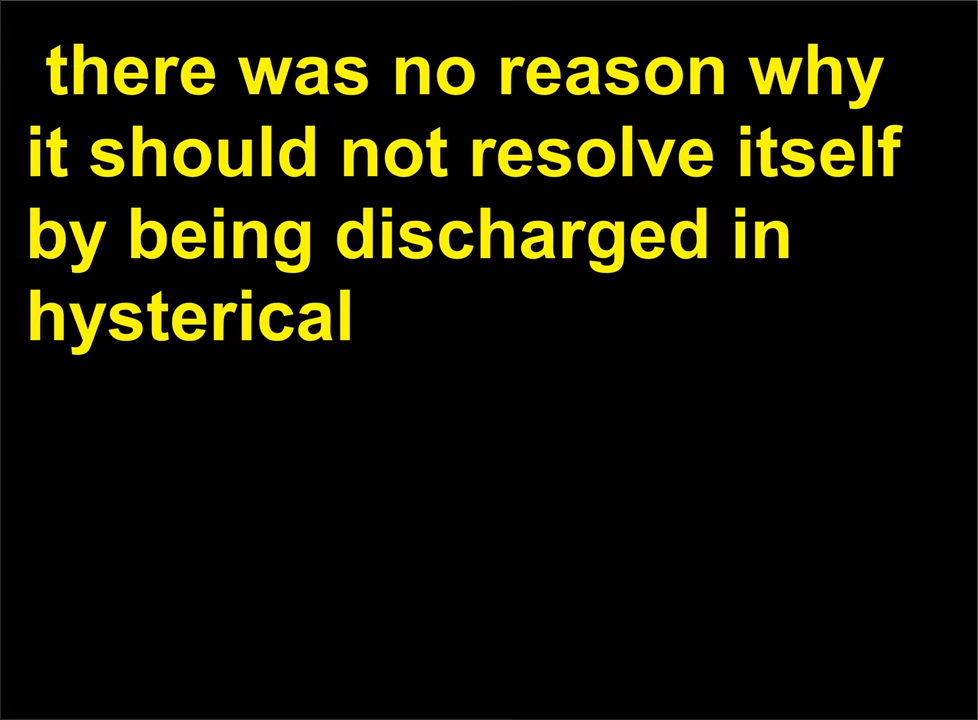 there was no reason why
it should not resolve itself
by being discharged in
hysterical